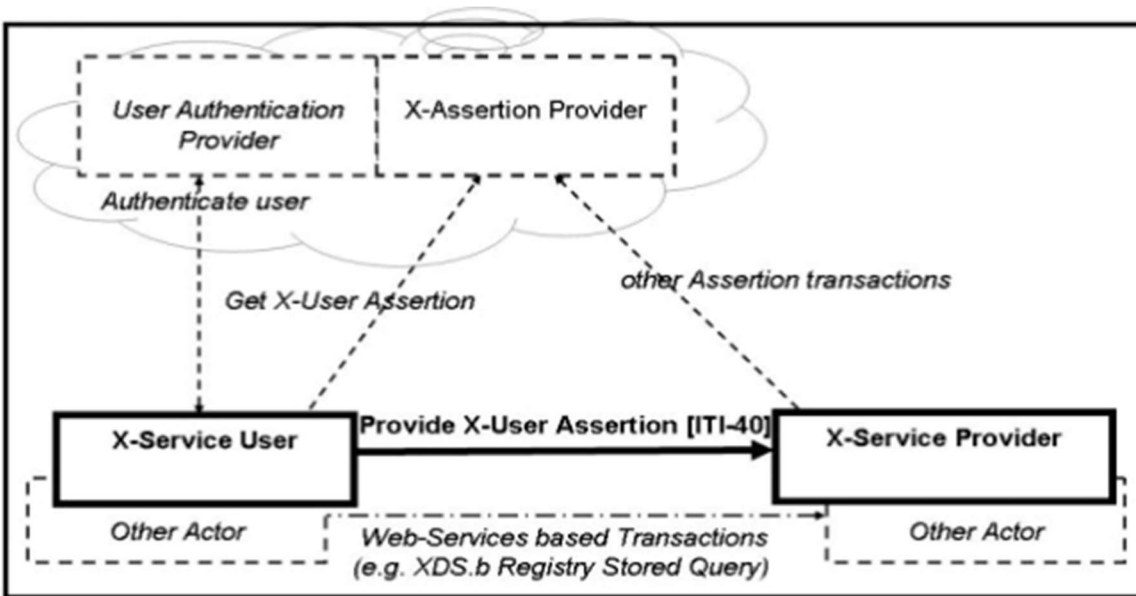 User Authentication
Provider
X-Assertion Provider
Authenticate user
Get X-User Assertion
other Assertion transactions
X-Service User
Provide X-User Assertion [ITI-40]
X-Service Provider
Other Actor
Web-Services based Transactions
(e.g. XDS.b Registry Stored Query)
Other Actor